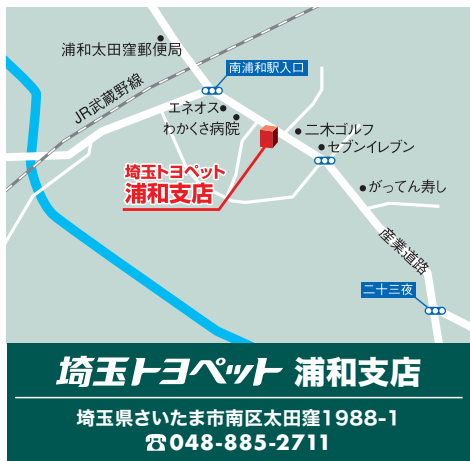 浦和太田窪郵便局
南浦和駅入口
JR武蔵野線
エネオス
わかくさ病院
二木ゴルフ
セブンイレブン
埼玉トヨペット
浦和支店
がってん寿し
産業道路
二十三夜
埼玉トヨペット 浦和支店
埼玉県さいたま市南区太田窪1988-1
☎048-885-2711